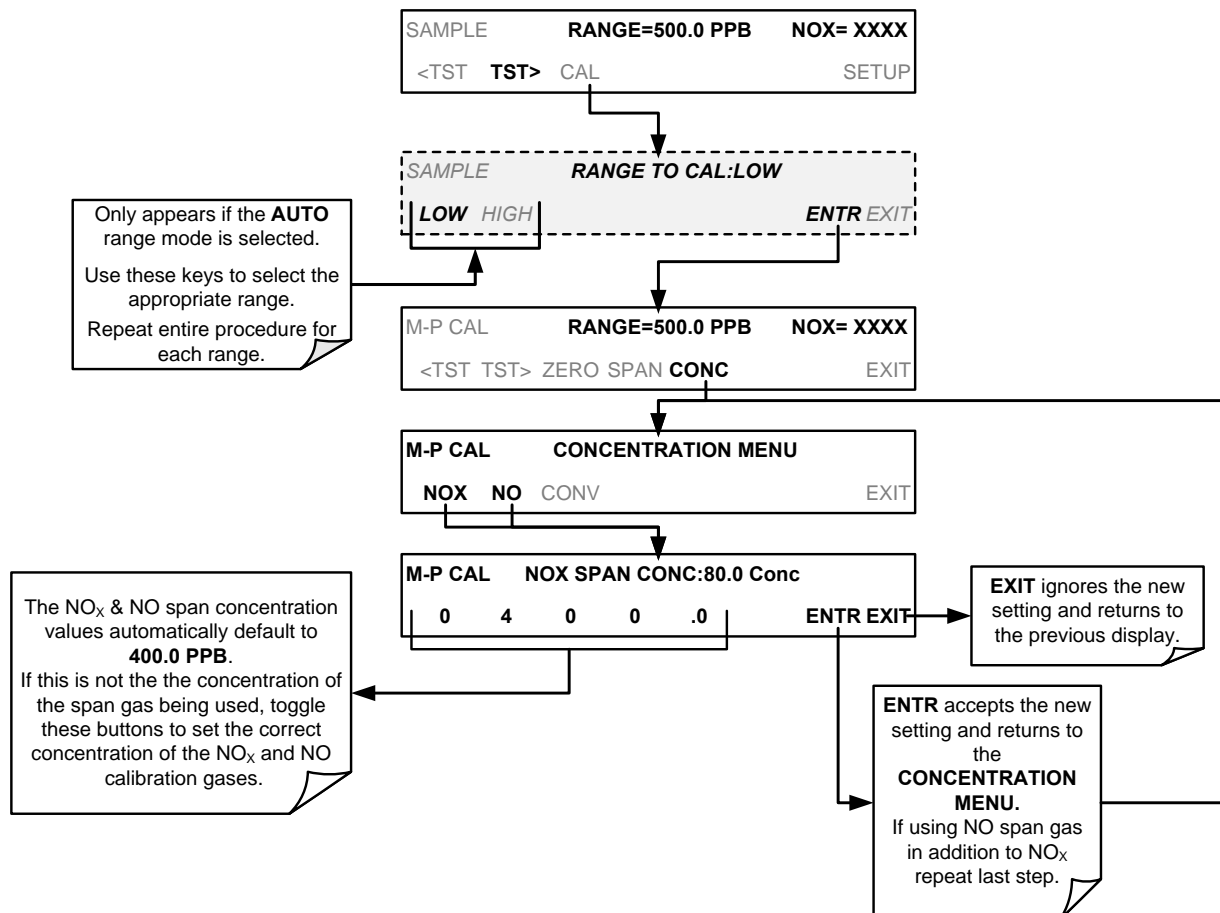 SAMPLE RANGE=500.0 PPB NOX= XXXX
<TST TST> CAL SETUP
SAMPLE RANGE TO CAL:LOW
LOW HIGH ENTR EXIT
Only appears if the AUTO
range mode is selected.
Use these keys to select the
appropriate range.
Repeat entire procedure for
each range.
M-P CAL RANGE=500.0 PPB NOX= XXXX
<TST TST> ZERO SPAN CONC EXIT
M-P CAL CONCENTRATION MENU
NOX NO CONV EXIT
M-P CAL NOX SPAN CONC:80.0 Conc
0 4 0 0 .0 ENTR EXIT
The NOX & NO span concentration
values automatically default to
400.0 PPB.
If this is not the the concentration of
the span gas being used, toggle
these buttons to set the correct
concentration of the NOX and NO
calibration gases.
EXIT ignores the new
setting and returns to
the previous display.
ENTR accepts the new
setting and returns to
the
CONCENTRATION
MENU.
If using NO span gas
in addition to NOX
repeat last step.